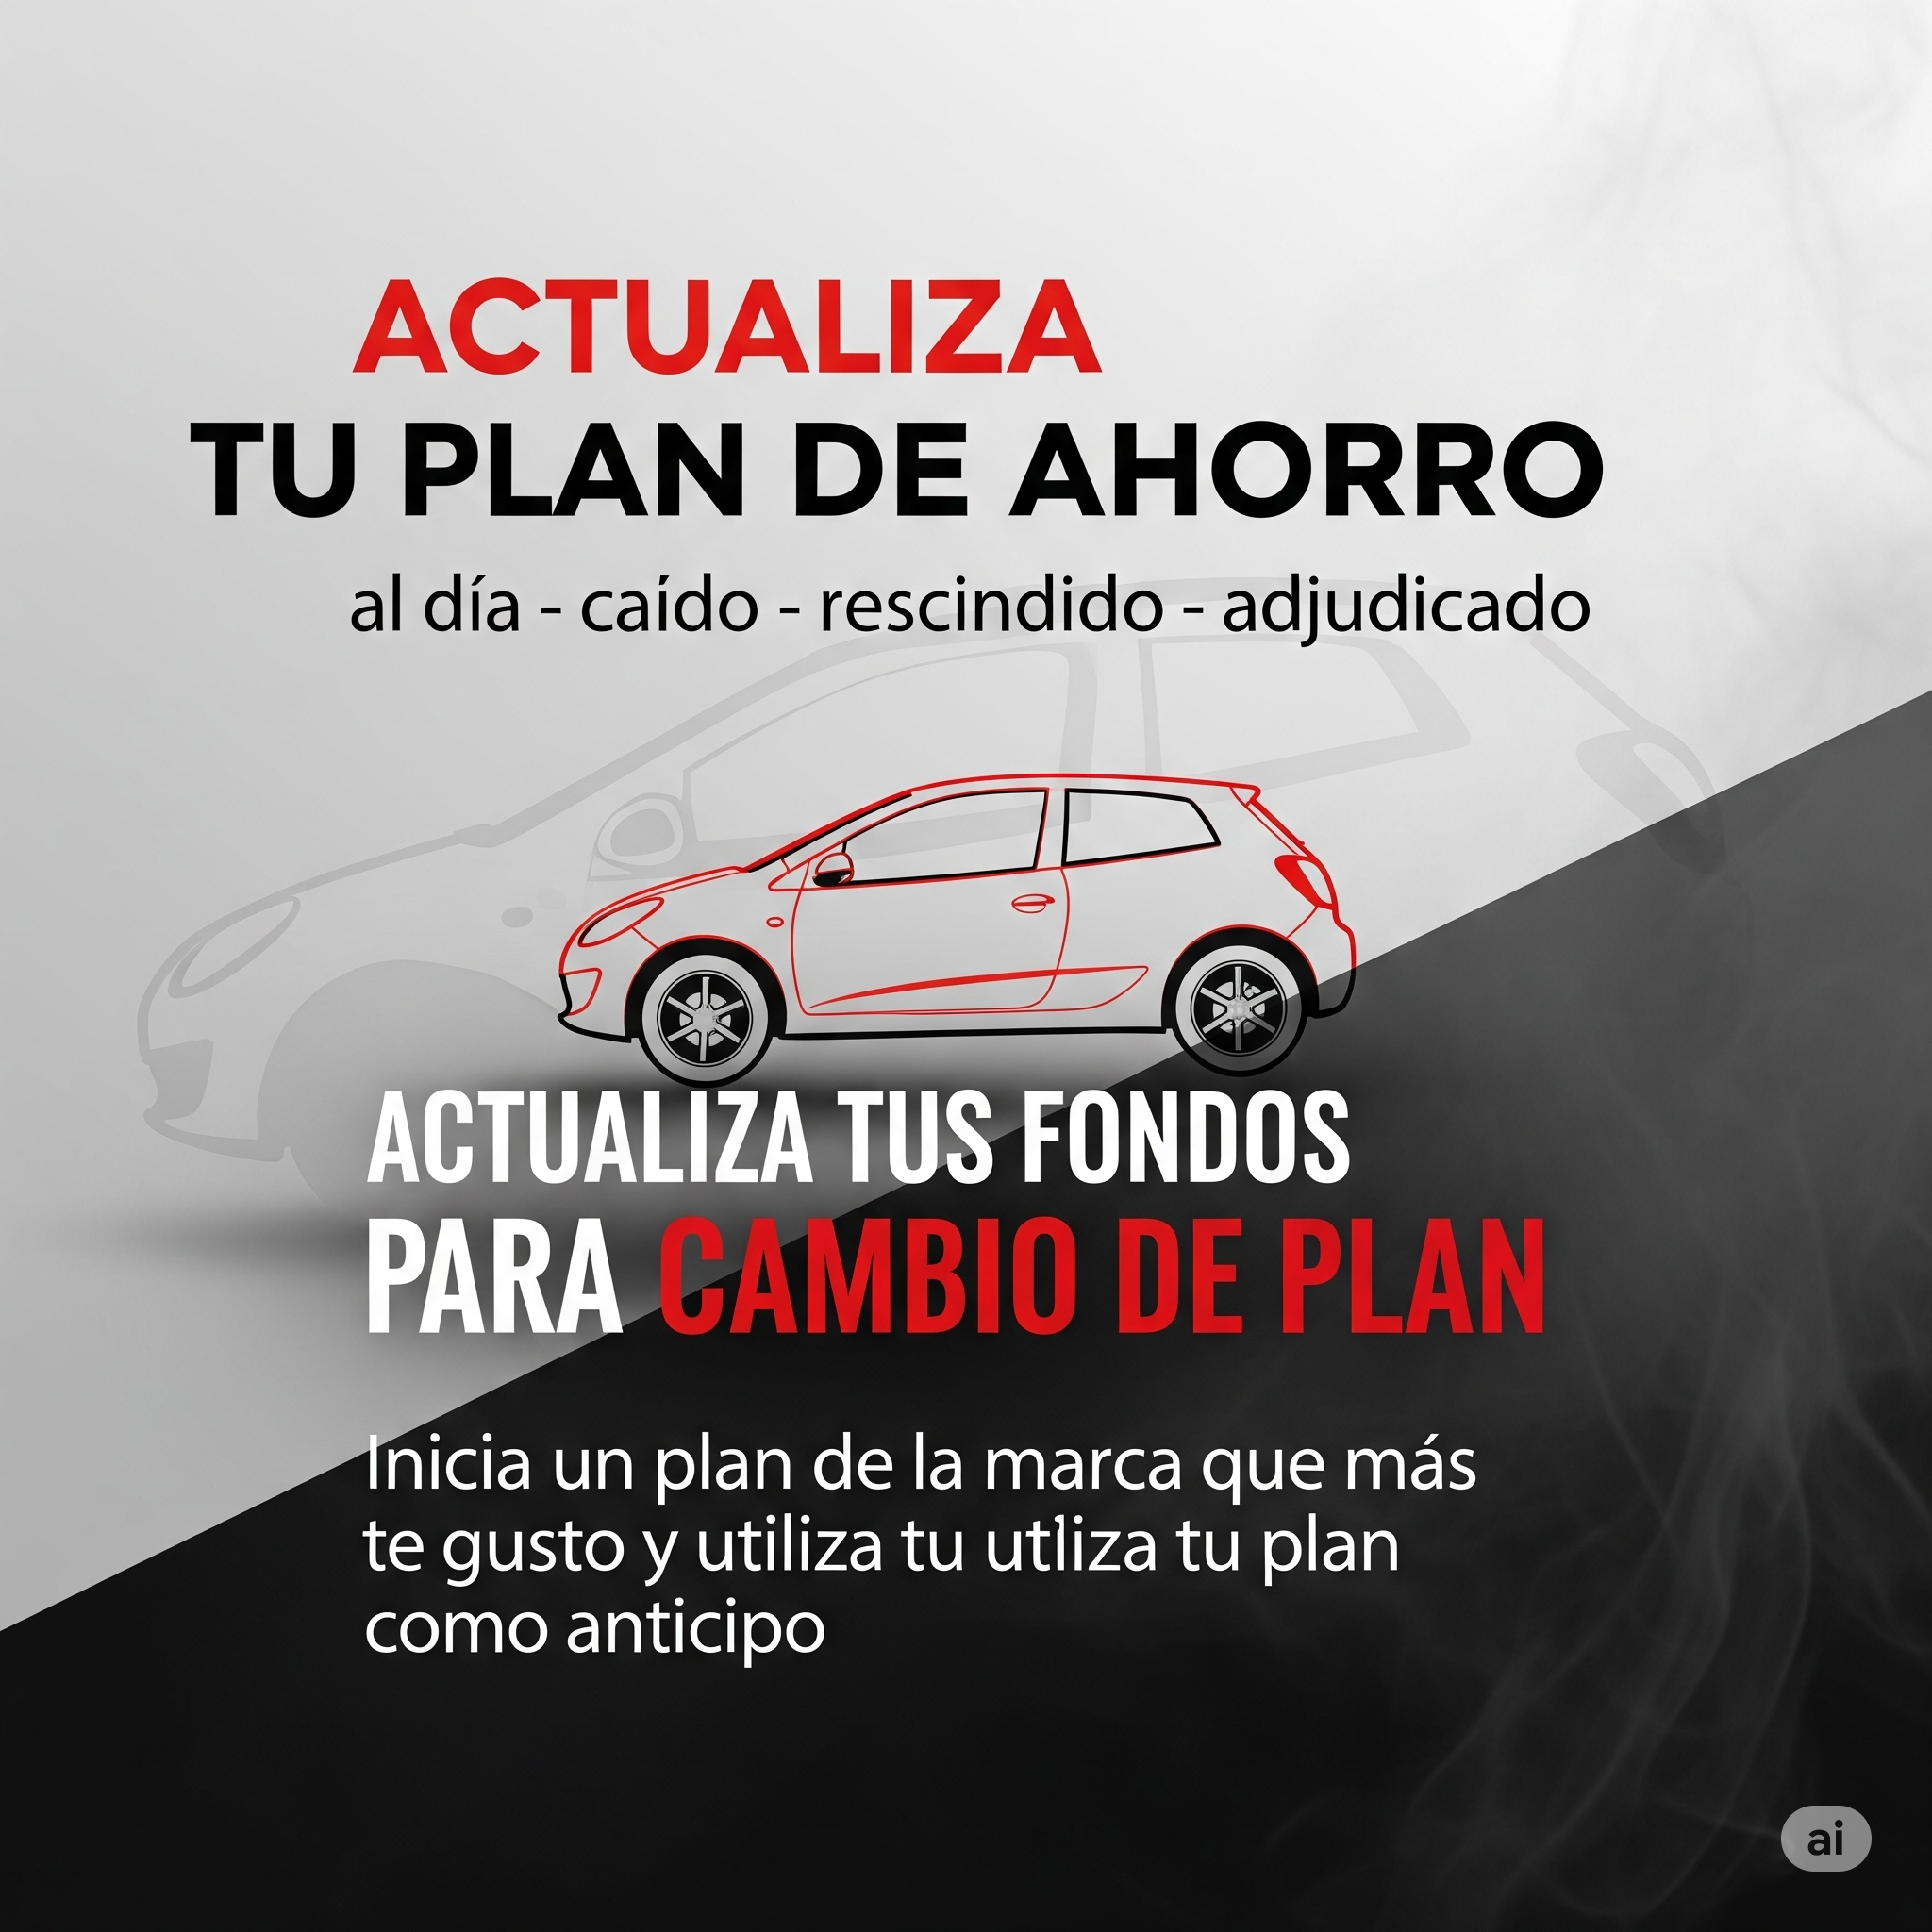 ACTUALIZA
TU PLAN DE AHORRO
al día - caído - rescindido - adjudicado
ACTUALIZA TUS FONDOS
PARA CAMBIO DE PLAN
Inicia un plan de la marca que más
te gusto y utiliza tu utliza tu plan
como anticipo
ai